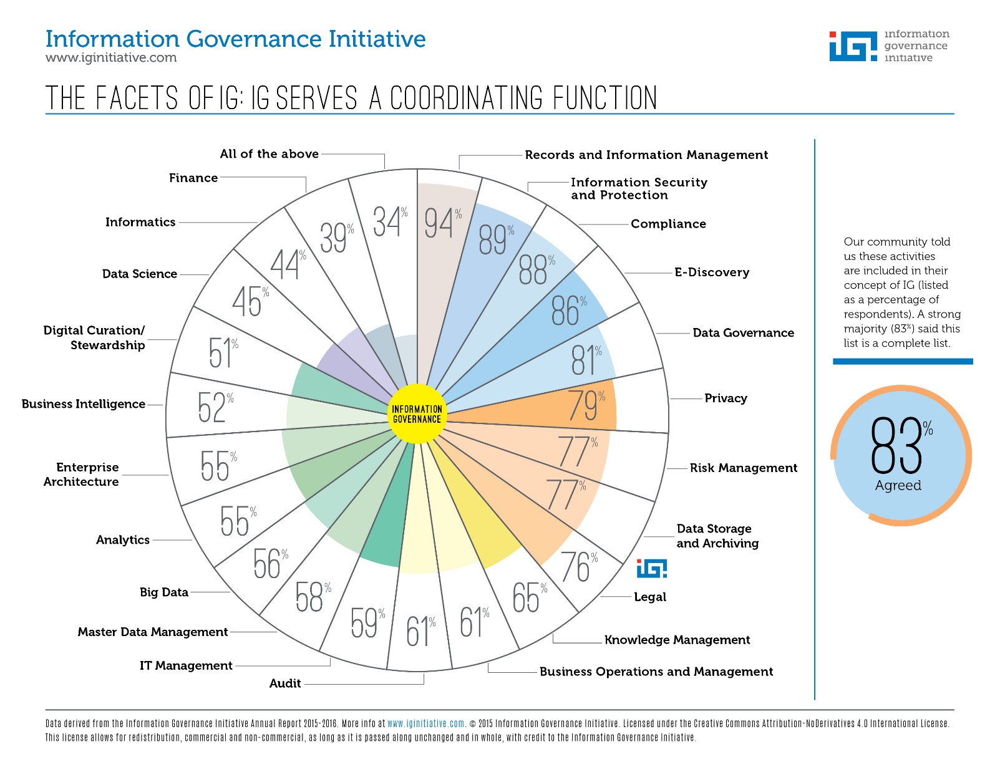 Information Governance Initiative
www.iginitiative.com
iG!
information
governance
initiative
THE FACETS OF IG: IG SERVES A COORDINATING FUNCTION
All of the above
Records and Information Management
Finance
Information Security
and Protection
Informatics
Compliance
Data Science
E-Discovery
Digital Curation/
Stewardship
Data Governance
Business Intelligence
Privacy
Enterprise
Architecture
Risk Management
Analytics
Data Storage
and Archiving
iG!
Big Data
Legal
Master Data Management
Knowledge Management
IT Management
Business Operations and Management
Audit
34%
94%
39%
89%
44%
88%
45%
86%
51%
81%
52%
79%
INFORMATION
GOVERNANCE
55%
77%
55%
77%
56%
76%
58%
65%
59%
61%
61%
Our community told
us these activities
are included in their
concept of IG (listed
as a percentage of
respondents). A strong
majority (83%) said this
list is a complete list.
83%
Agreed
Data derived from the Information Governance Initiative Annual Report 2015-2016. More info at www.iginitiative.com. © 2015 Information Governance Initiative. Licensed under the Creative Commons Attribution-NoDerivatives 4.0 International License.
This license allows for redistribution, commercial and non-commercial, as long as it is passed along unchanged and in whole, with credit to the Information Governance Initiative.